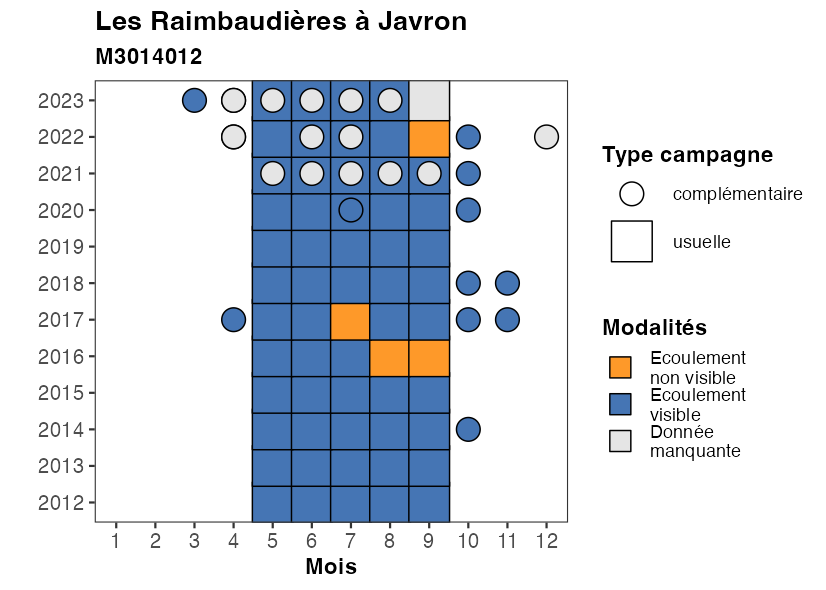 Les Raimbaudières à Javron
M3014012
2023
2022
2021
2020
2019
2018
2017
2016
2015
2014
2013
2012
1 2 3 4 5 6 7 8 9 10 11 12
Mois
Type campagne
complémentaire
usuelle
Modalités
Ecoulement
non visible
Ecoulement
visible
Donnée
manquante